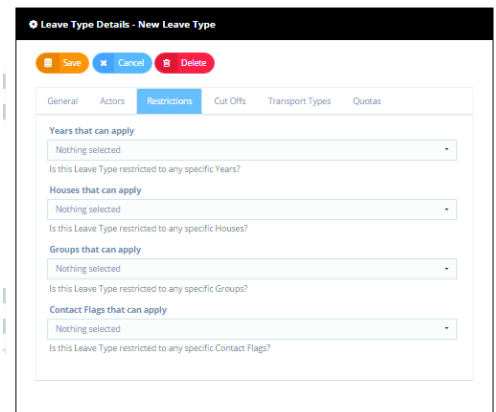 Leave Type Details - New Leave Type
Save Cancel Delete
General Actors Restrictions Cut Offs Transport Types Quotas
Years that can apply
Nothing selected
Is this Leave Type restricted to any specific Years?
Houses that can apply
Nothing selected
Is this Leave Type restricted to any specific Houses?
Groups that can apply
Nothing selected
Is this Leave Type restricted to any specific Groups?
Contact Flags that can apply
Nothing selected
Is this Leave Type restricted to any specific Contact Flags?